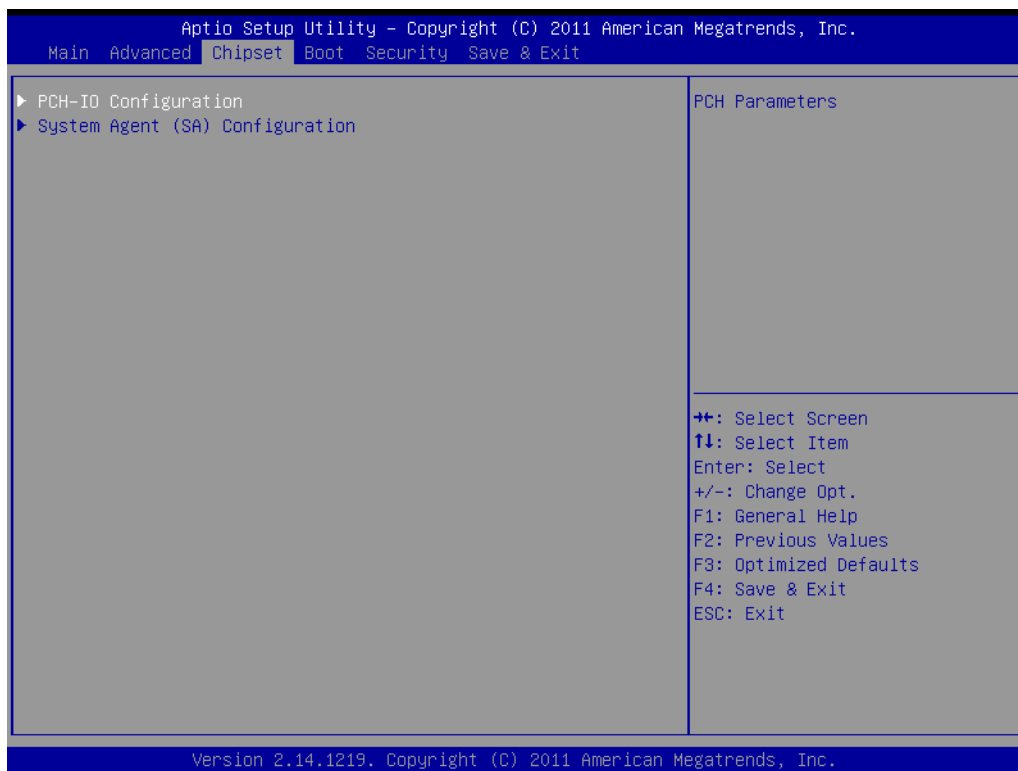 Aptio Setup Utility – Copyright (C) 2011 American Megatrends, Inc.
Main Advanced Chipset Boot Security Save & Exit
▶ PCH-IO Configuration
▶ System Agent (SA) Configuration
PCH Parameters
→←: Select Screen
↑↓: Select Item
Enter: Select
+/-: Change Opt.
F1: General Help
F2: Previous Values
F3: Optimized Defaults
F4: Save & Exit
ESC: Exit
Version 2.14.1219. Copyright (C) 2011 American Megatrends, Inc.